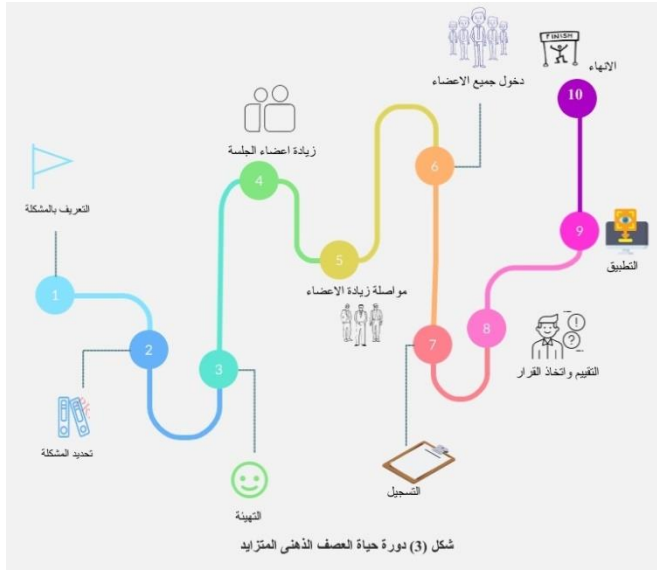 1
التعريف بالمشكلة
2
تحديد المشكلة
3
التهيئة
4
زيادة اعضاء الجلسة
5
مواصلة زيادة الاعضاء
6
دخول جميع الاعضاء
7
التسجيل
8
التقييم واتخاذ القرار
9
التطبيق
10
FINISH
الانهاء
شكل (3) دورة حياة العصف الذهنى المتزايد